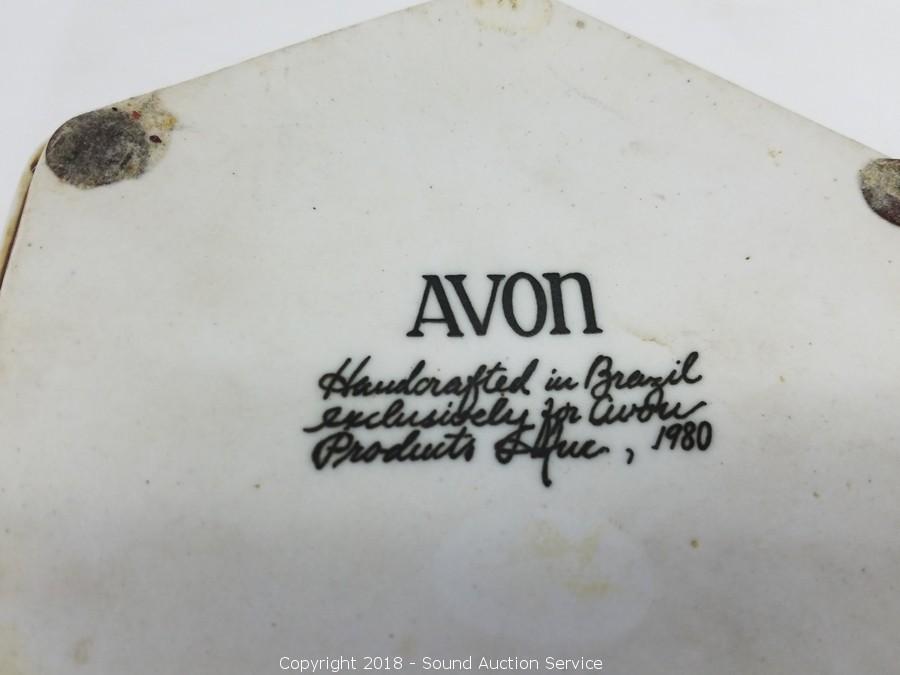 AVON
Handcrafted in Brazil
exclusively for Avon
Products Inc., 1980
Copyright 2018 - Sound Auction Service